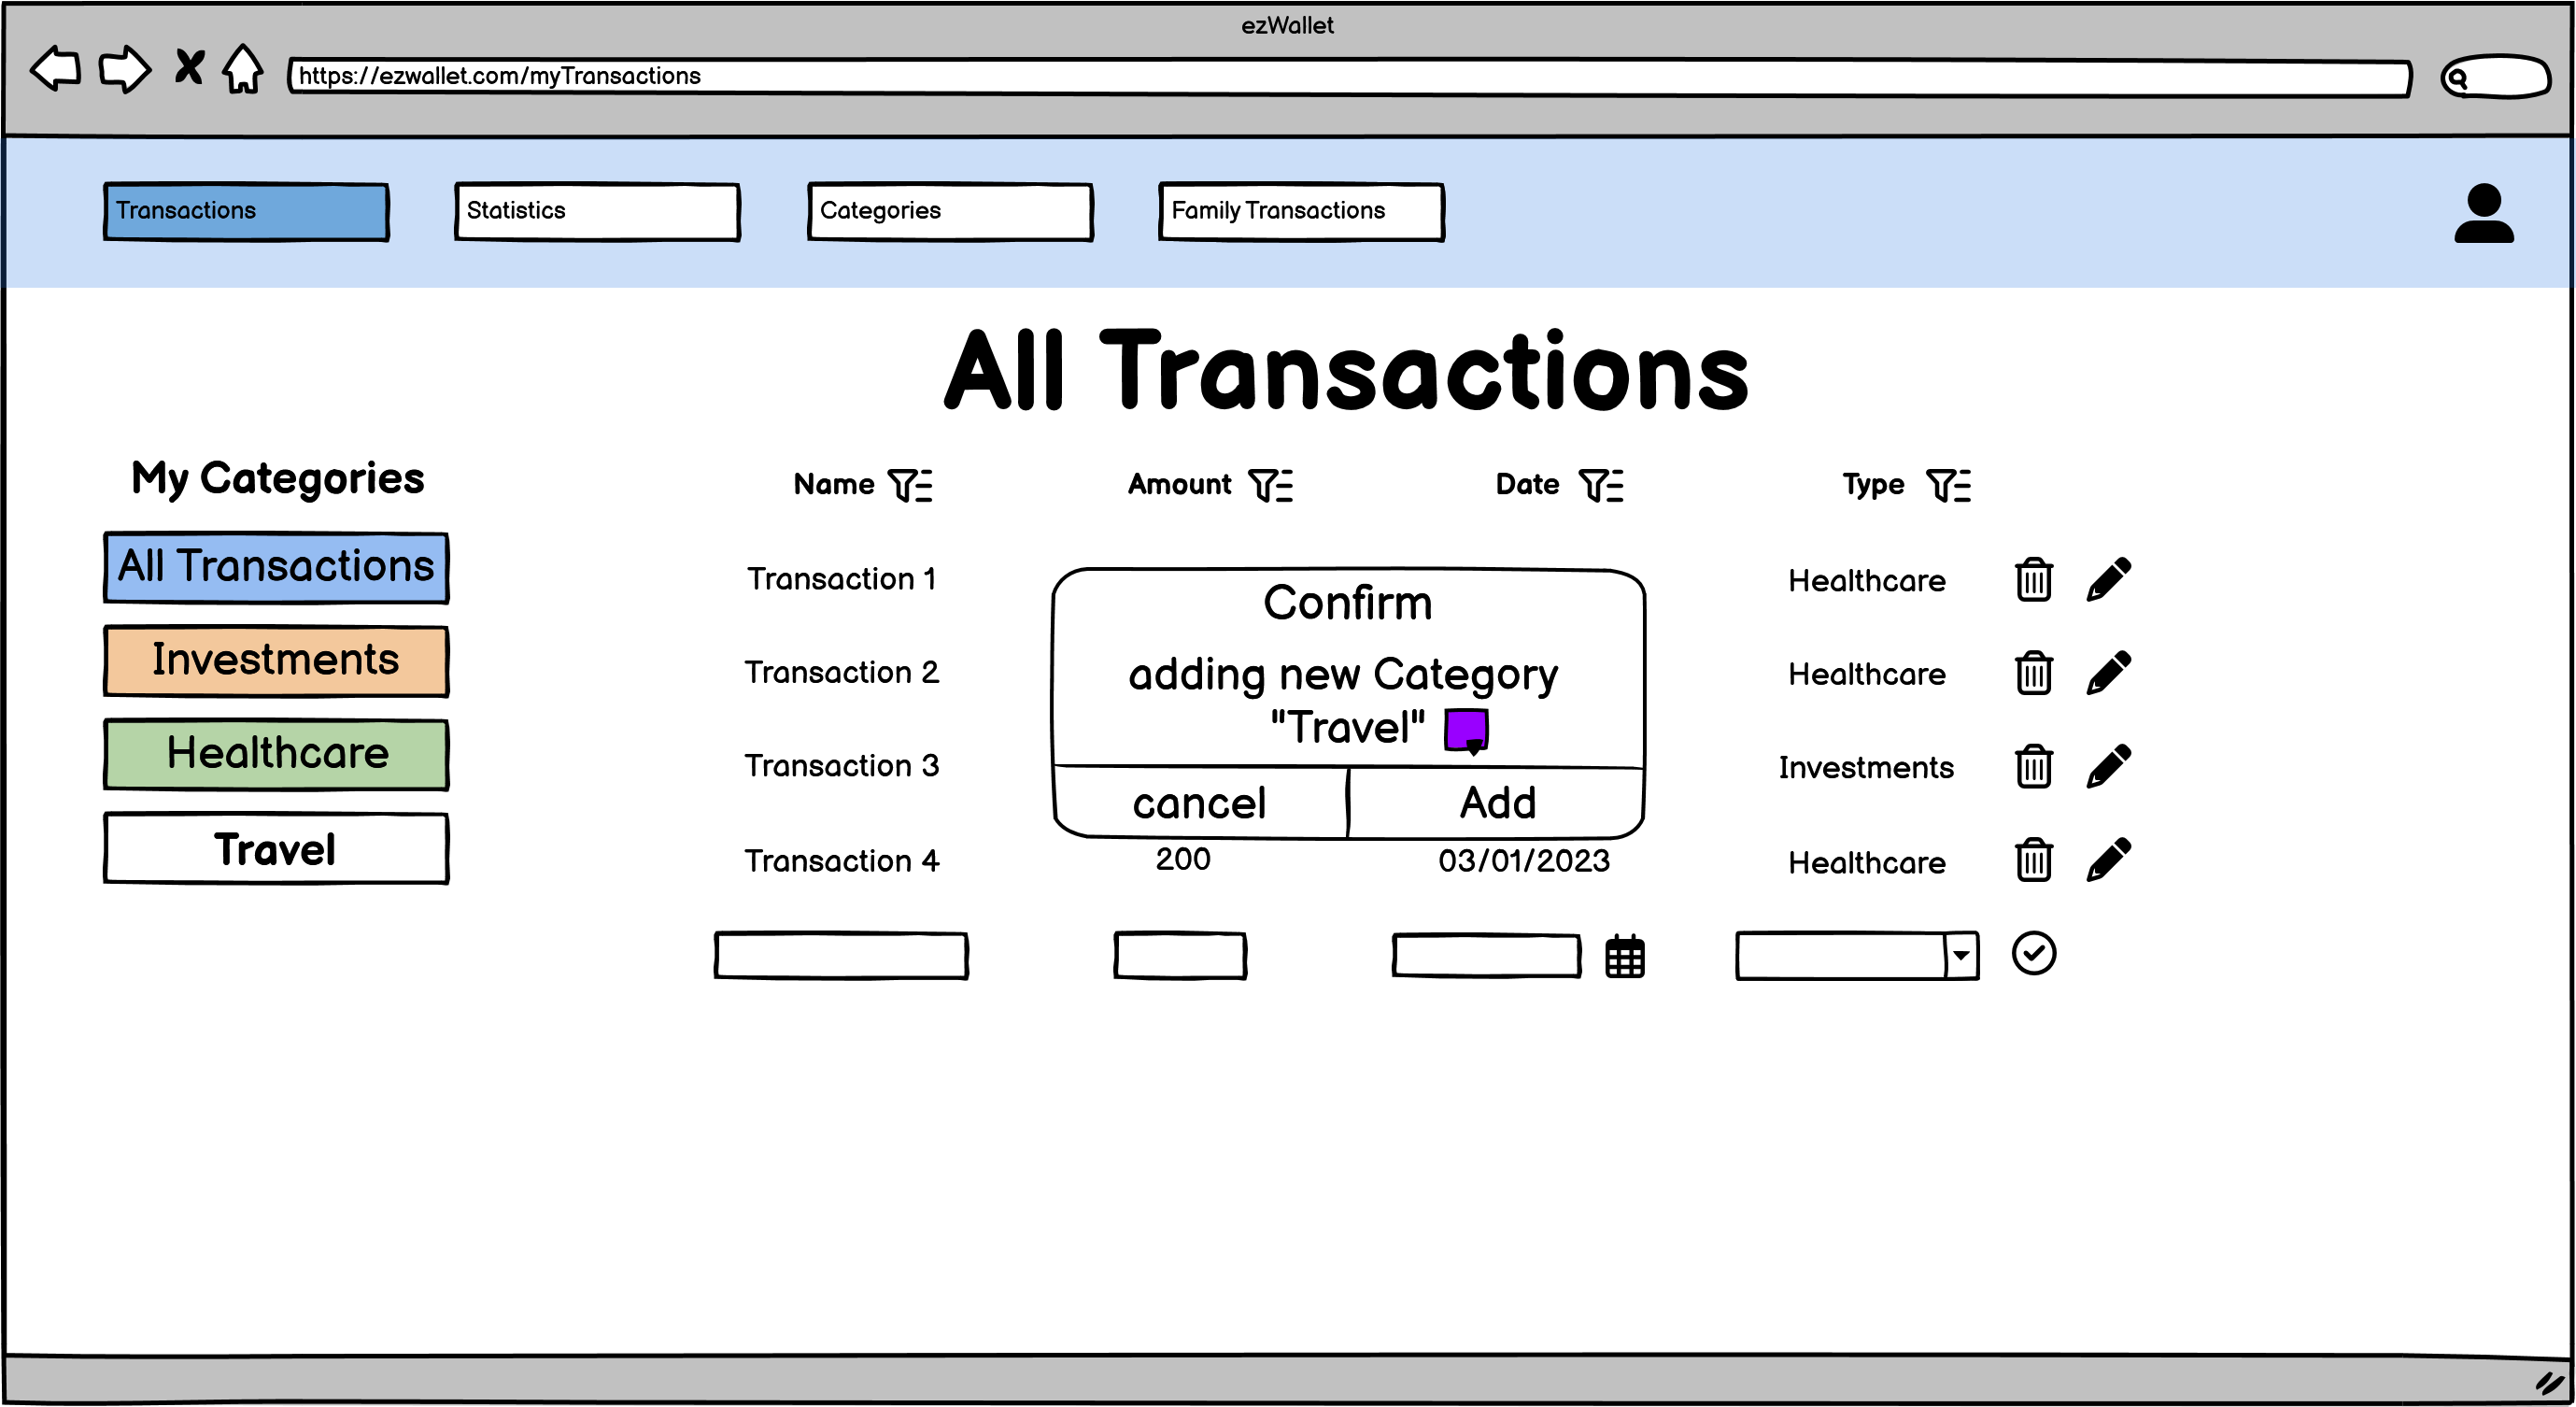 ezWallet
https://ezwallet.com/myTransactions
Transactions
Statistics
Categories
Family Transactions
All Transactions
My Categories
All Transactions
Investments
Healthcare
Travel
Name
Amount
Date
Type
Transaction 1
Healthcare
Transaction 2
Healthcare
Transaction 3
Investments
Transaction 4
200
03/01/2023
Healthcare
Confirm
adding new Category
"Travel"
cancel
Add